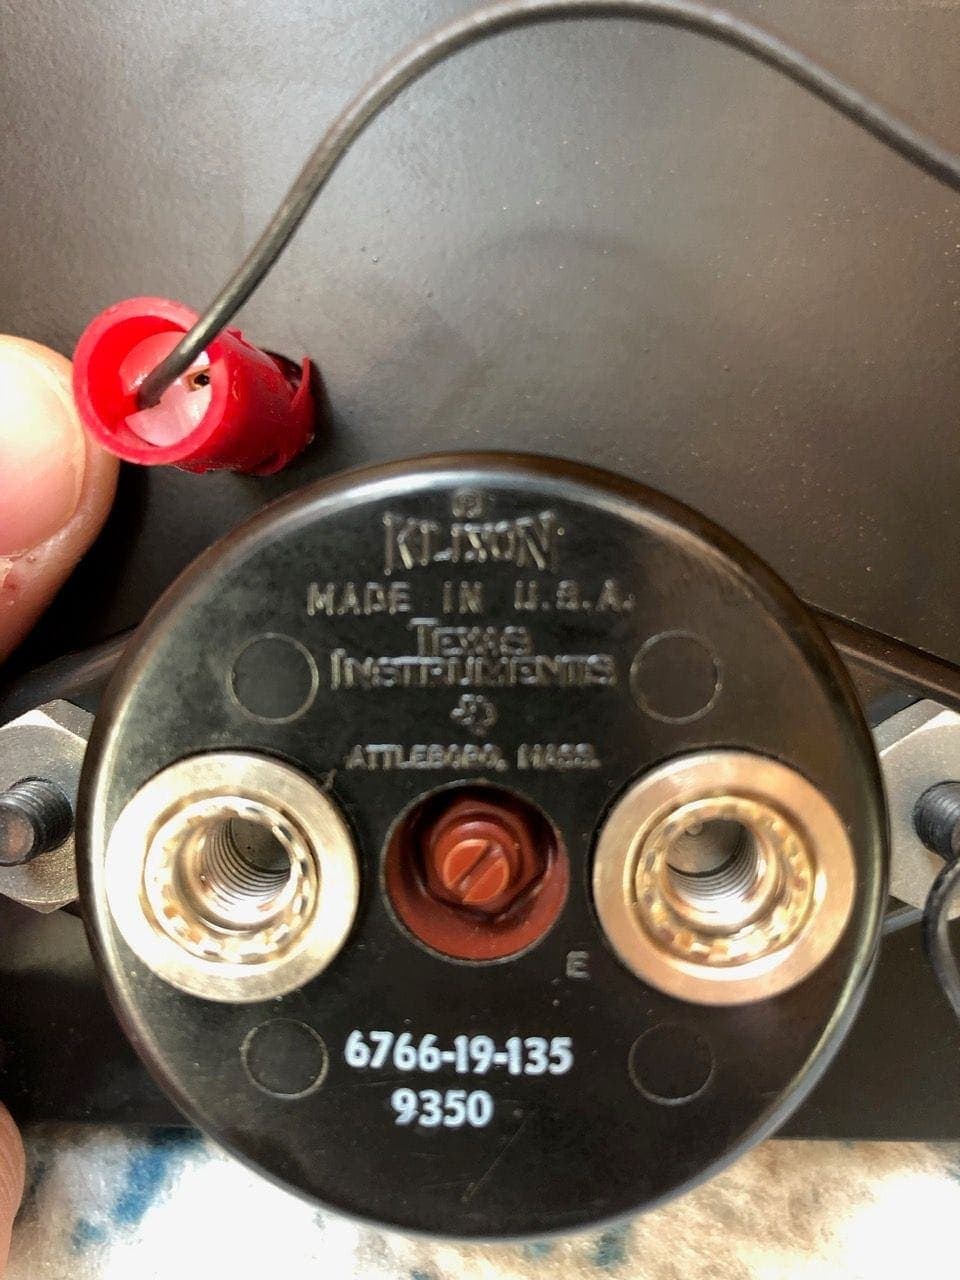 KLIXON
MADE IN U.S.A.
TEXAS
INSTRUMENTS
ATTLEBORO, MASS.
E
6766-19-135
9350